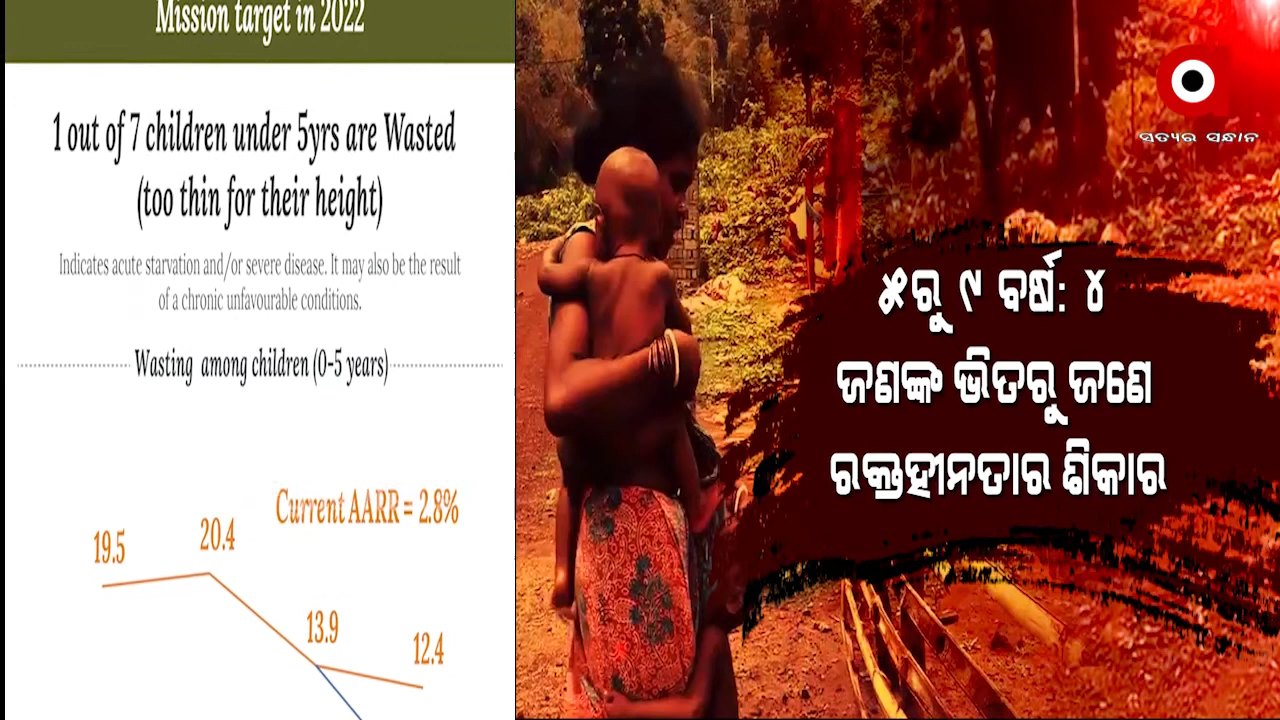 Mission target in 2022
1 out of 7 children under 5yrs are Wasted
(too thin for their height)
Indicates acute starvation and/or severe disease. It may also be the result
of a chronic unfavourable conditions.
Wasting among children (0-5 years)
Current AARR = 2.8%
19.5
20.4
13.9
12.4
ସତ୍ୟର ସନ୍ଧାନ
୫ରୁ ୯ ବର୍ଷ: ୪
ଜଣଙ୍କ ଭିତରୁ ଜଣେ
ରକ୍ତହୀନତାର ଶିକାର